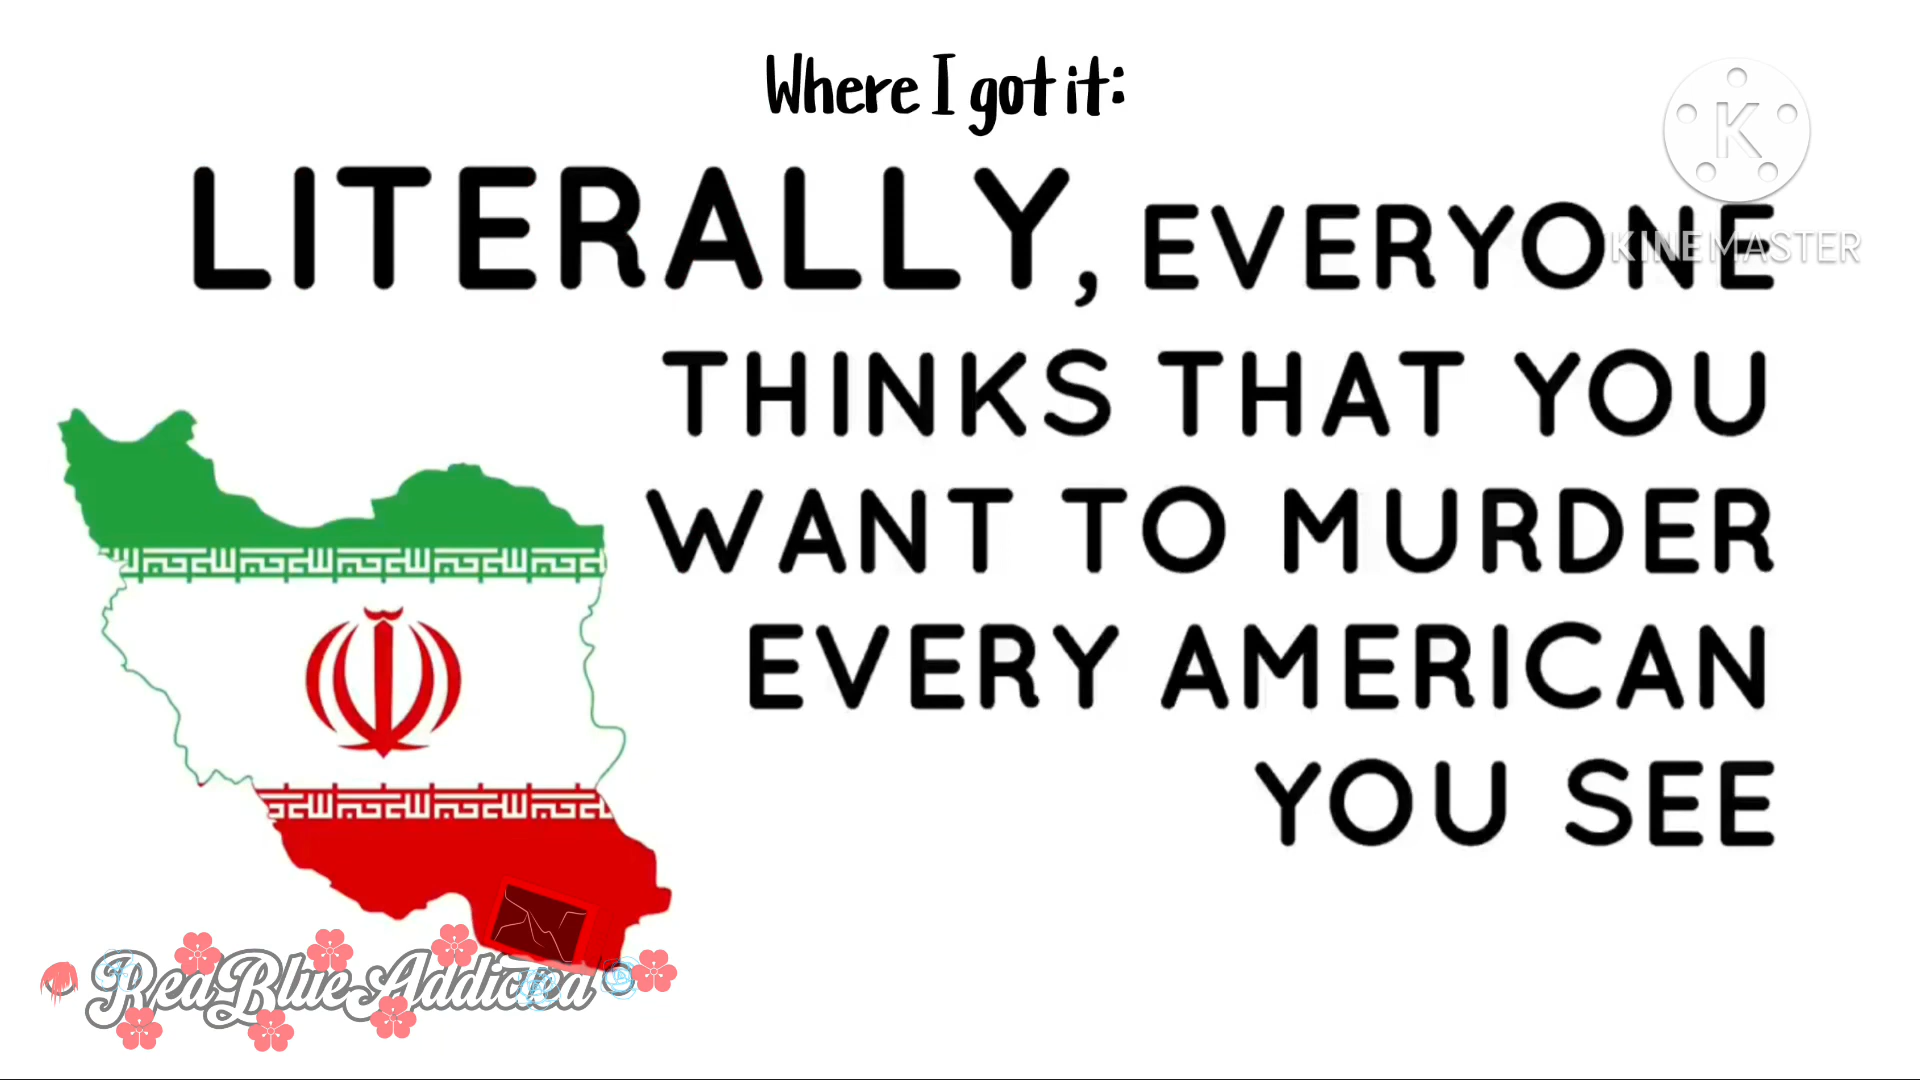 Where I got it:
LITERALLY, EVERYONE
THINKS THAT YOU
WANT TO MURDER
EVERY AMERICAN
YOU SEE
K
KINEMASTER
RedBlueAddicted